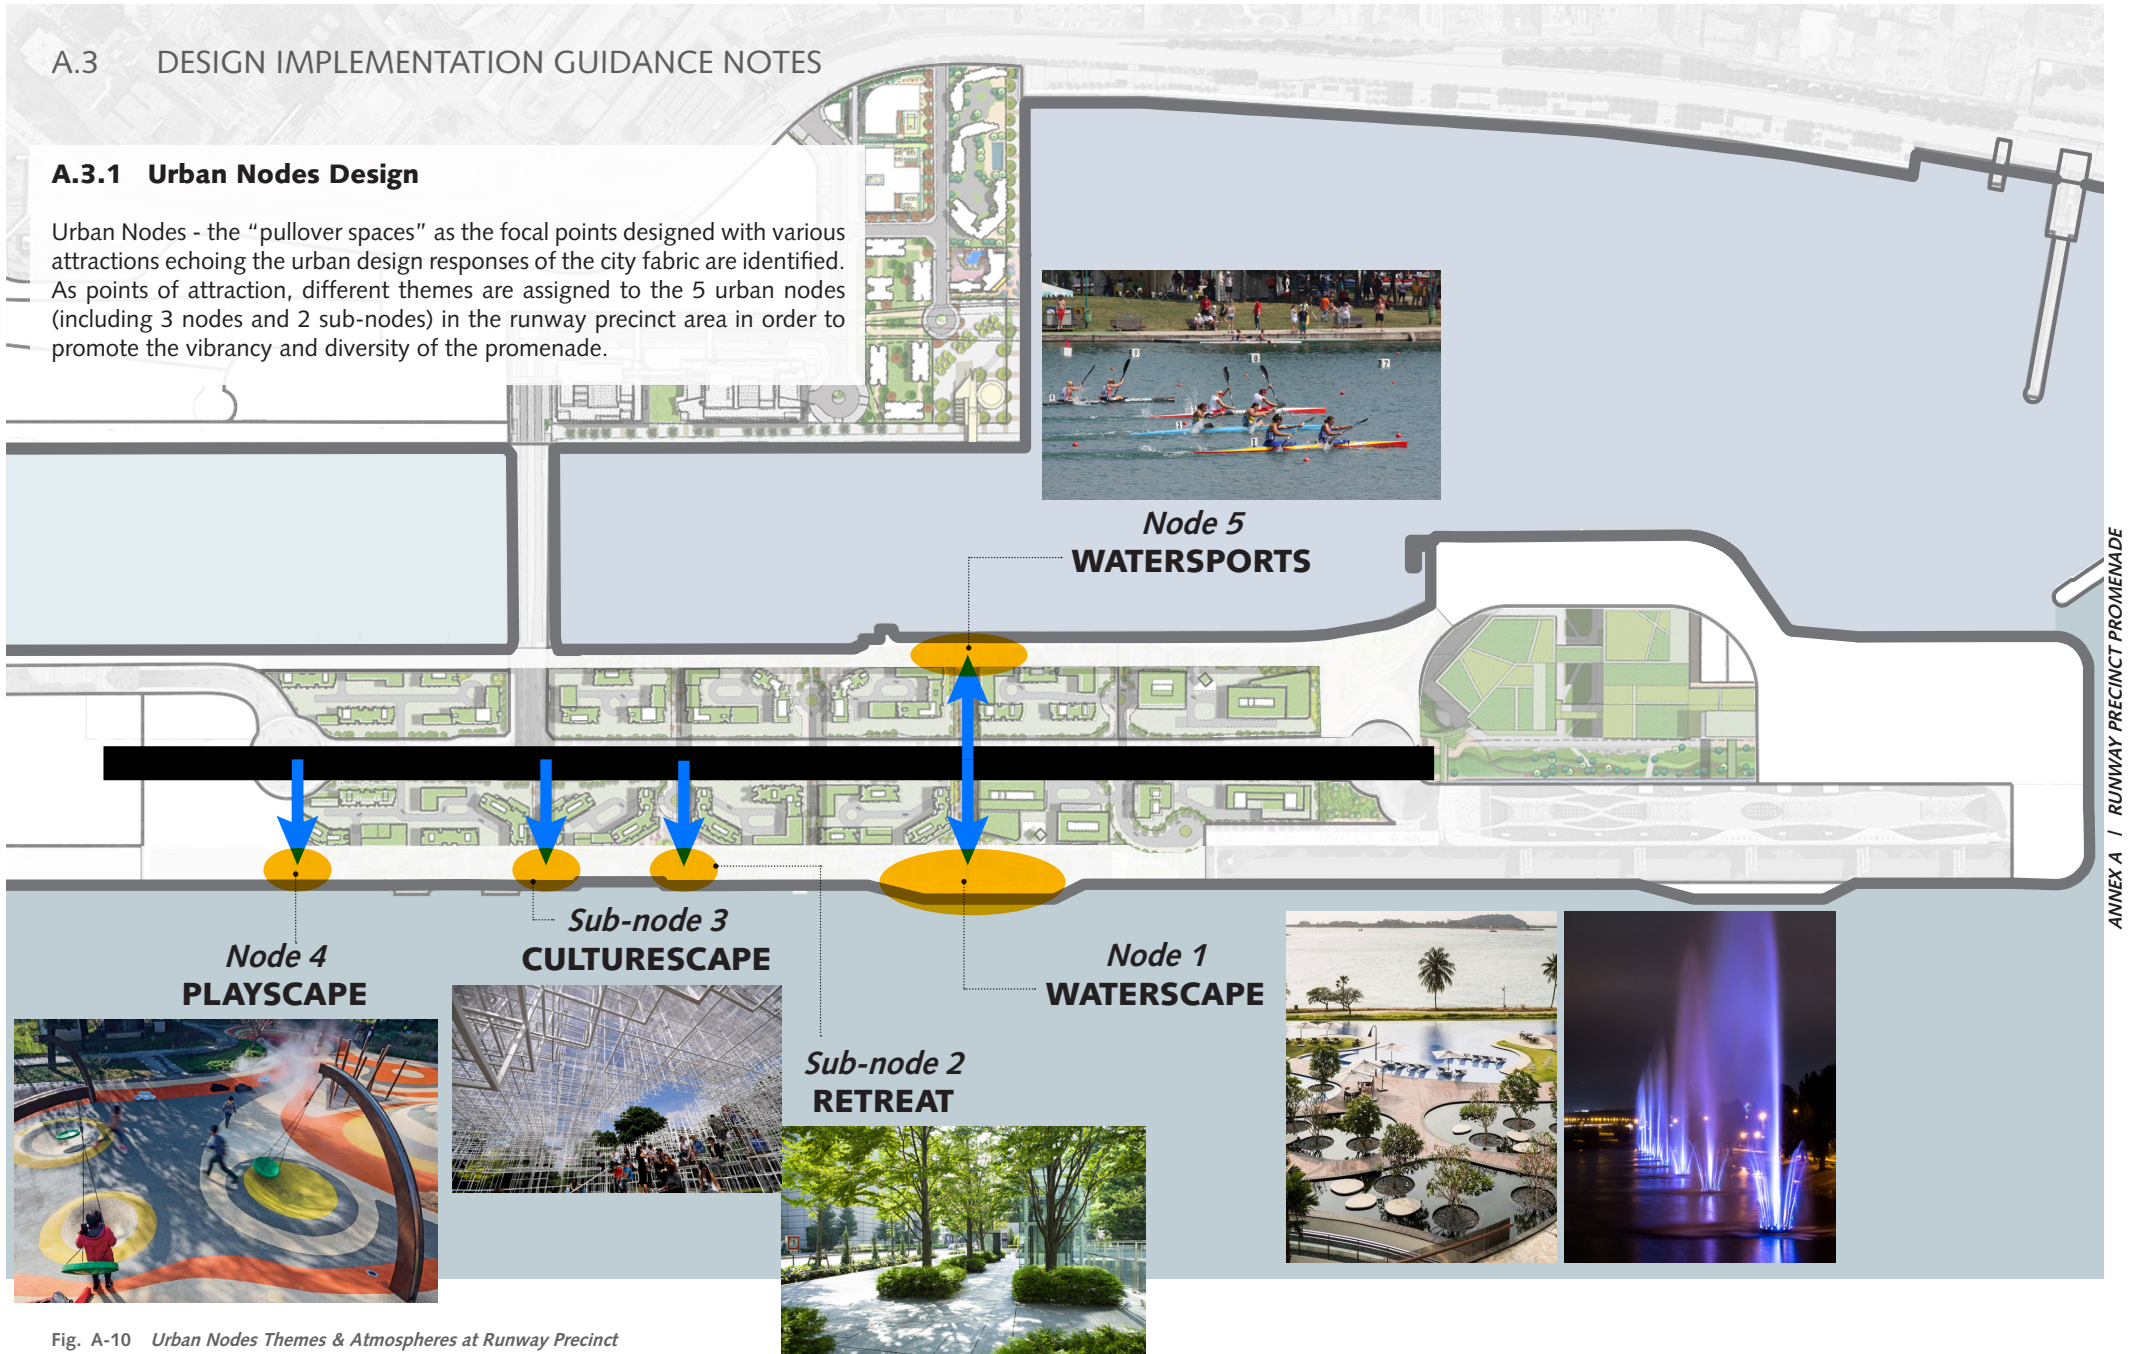 A.3 DESIGN IMPLEMENTATION GUIDANCE NOTES
A.3.1 Urban Nodes Design
Urban Nodes - the “pullover spaces” as the focal points designed with various
attractions echoing the urban design responses of the city fabric are identified.
As points of attraction, different themes are assigned to the 5 urban nodes
(including 3 nodes and 2 sub-nodes) in the runway precinct area in order to
promote the vibrancy and diversity of the promenade.
Node 5
WATERSPORTS
Sub-node 3
CULTURESCAPE
Node 4
PLAYSCAPE
Node 1
WATERSCAPE
Sub-node 2
RETREAT
ANNEX A | RUNWAY PRECINCT PROMENADE
Fig. A-10 Urban Nodes Themes & Atmospheres at Runway Precinct